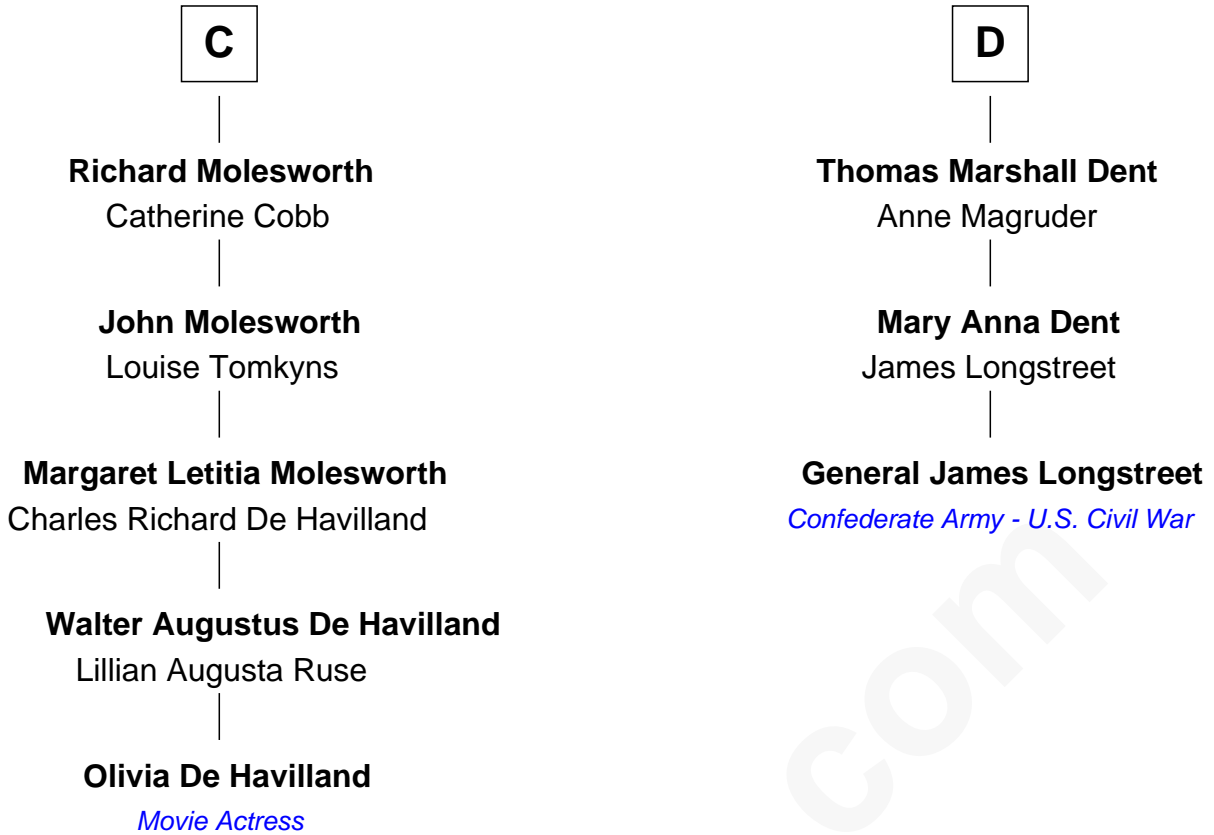 C
Richard Molesworth
Catherine Cobb
John Molesworth
Louise Tomkyns
Margaret Letitia Molesworth
Charles Richard De Havilland
Walter Augustus De Havilland
Lillian Augusta Ruse
Olivia De Havilland
Movie Actress
D
Thomas Marshall Dent
Anne Magruder
Mary Anna Dent
James Longstreet
General James Longstreet
Confederate Army - U.S. Civil War
com